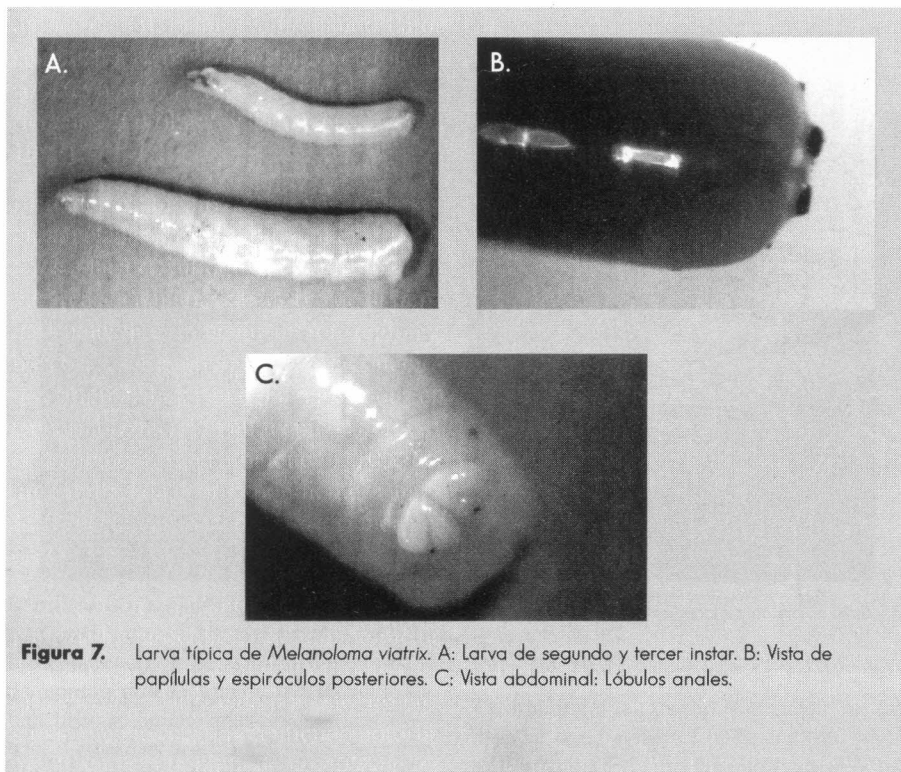 A.
B.
C.
Figura 7. Larva típica de Melanoloma viatrix. A: Larva de segundo y tercer instar. B: Vista de
papílulas y espiráculos posteriores. C: Vista abdominal: Lóbulos anales.